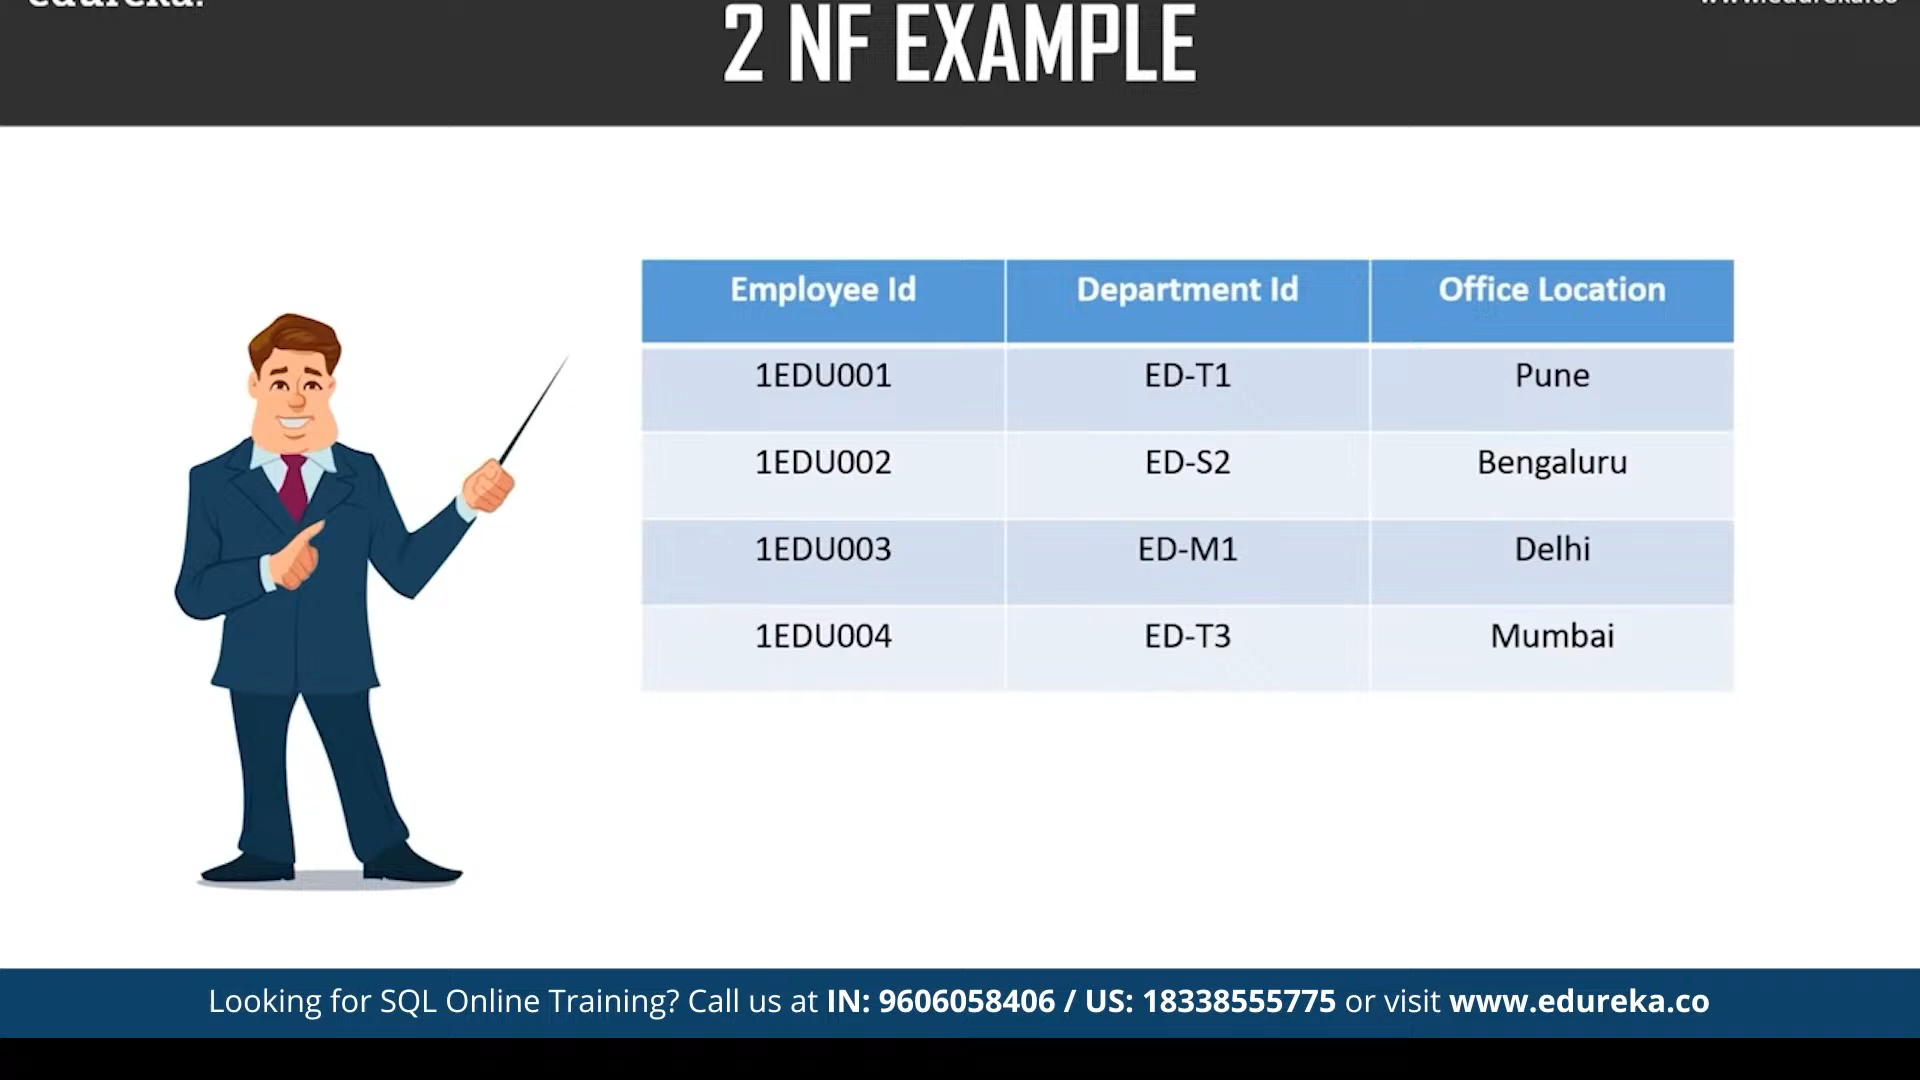 2 NF EXAMPLE
Employee Id Department Id Office Location
1EDU001 ED-T1 Pune
1EDU002 ED-S2 Bengaluru
1EDU003 ED-M1 Delhi
1EDU004 ED-T3 Mumbai
Looking for SQL Online Training? Call us at IN: 9606058406 / US: 18338555775 or visit www.edureka.co